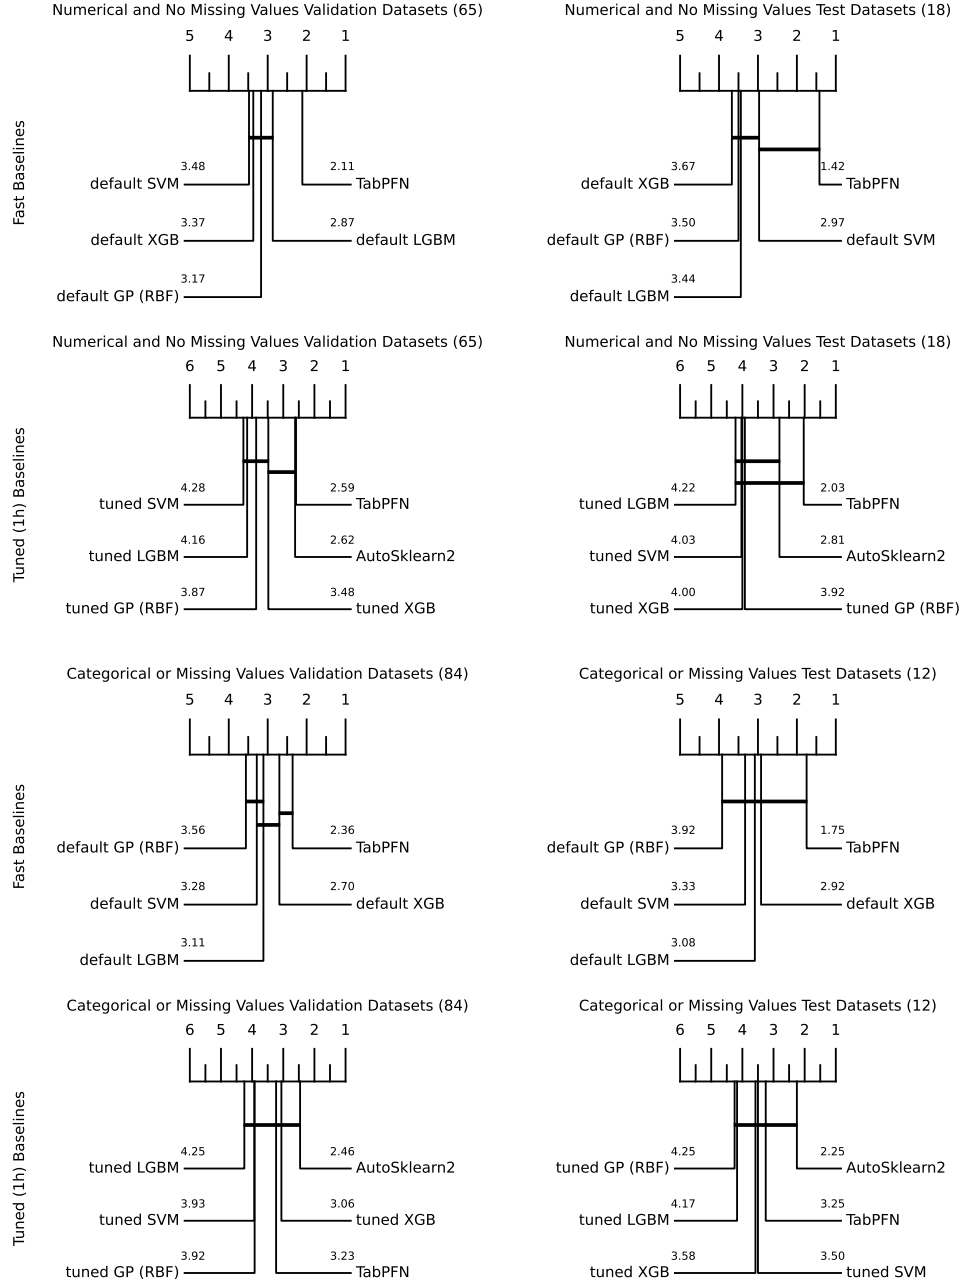 Numerical and No Missing Values Validation Datasets (65)
5 4 3 2 1
Fast Baselines
3.48 2.11
default SVM TabPFN
3.37 2.87
default XGB default LGBM
3.17
default GP (RBF)
Numerical and No Missing Values Test Datasets (18)
5 4 3 2 1
3.67 1.42
default XGB TabPFN
3.50 2.97
default GP (RBF) default SVM
3.44
default LGBM
Numerical and No Missing Values Validation Datasets (65)
6 5 4 3 2 1
Tuned (1h) Baselines
4.28 2.59
tuned SVM TabPFN
4.16 2.62
tuned LGBM AutoSklearn2
3.87 3.48
tuned GP (RBF) tuned XGB
Numerical and No Missing Values Test Datasets (18)
6 5 4 3 2 1
4.22 2.03
tuned LGBM TabPFN
4.03 2.81
tuned SVM AutoSklearn2
4.00 3.92
tuned XGB tuned GP (RBF)
Categorical or Missing Values Validation Datasets (84)
5 4 3 2 1
Fast Baselines
3.56 2.36
default GP (RBF) TabPFN
3.28 2.70
default SVM default XGB
3.11
default LGBM
Categorical or Missing Values Test Datasets (12)
5 4 3 2 1
3.92 1.75
default GP (RBF) TabPFN
3.33 2.92
default SVM default XGB
3.08
default LGBM
Categorical or Missing Values Validation Datasets (84)
6 5 4 3 2 1
Tuned (1h) Baselines
4.25 2.46
tuned LGBM AutoSklearn2
3.93 3.06
tuned SVM tuned XGB
3.92 3.23
tuned GP (RBF) TabPFN
Categorical or Missing Values Test Datasets (12)
6 5 4 3 2 1
4.25 2.25
tuned GP (RBF) AutoSklearn2
4.17 3.25
tuned LGBM TabPFN
3.58 3.50
tuned XGB tuned SVM